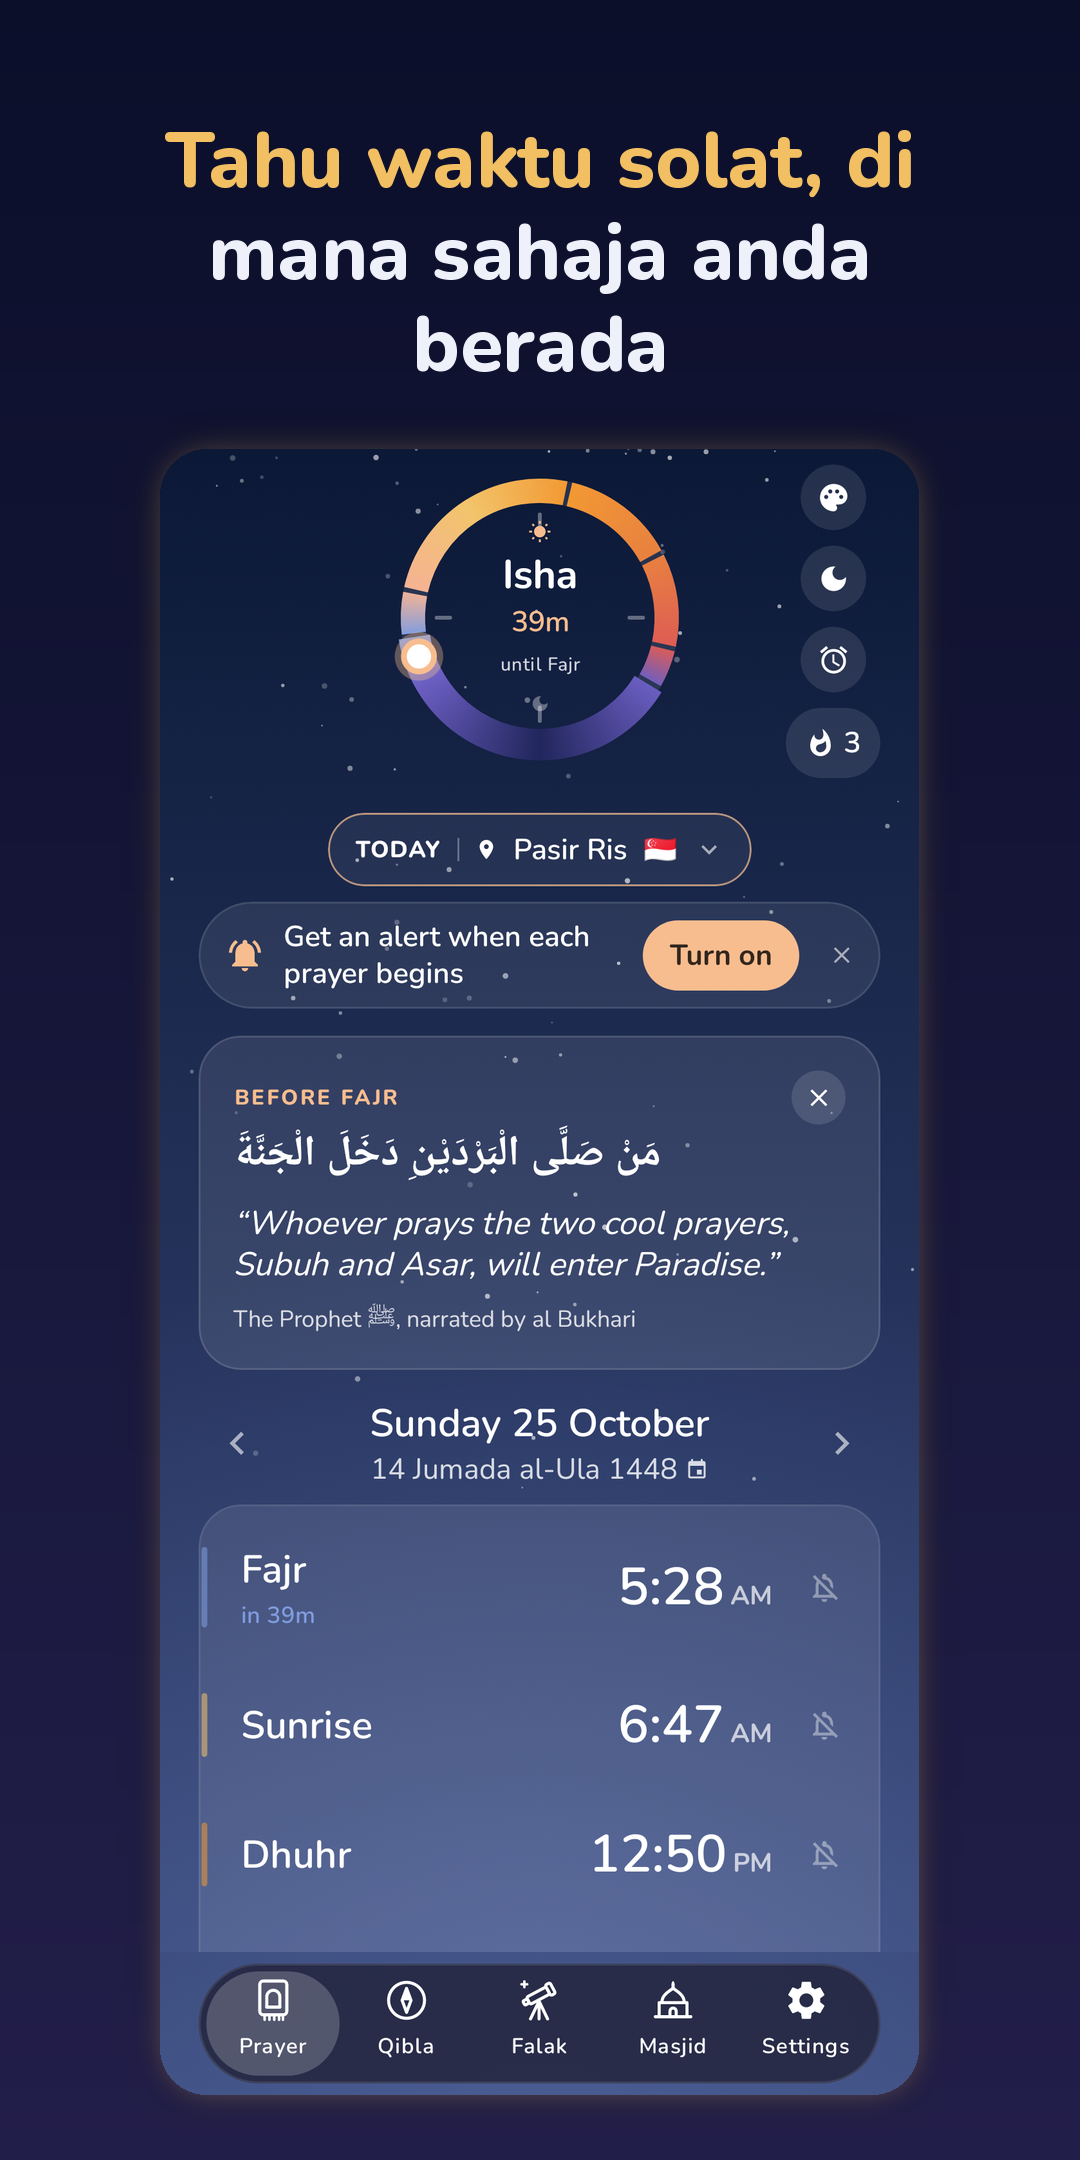 Tahu waktu solat, di
mana sahaja anda
berada
Isha
39m
until Fajr
3
TODAY | Pasir Ris
Get an alert when each
prayer begins
Turn on
BEFORE FAJR
مَنْ صَلَّى الْبَرْدَيْنِ دَخَلَ الْجَنَّةَ
“Whoever prays the two cool prayers,
Subuh and Asar, will enter Paradise.”
The Prophet ﷺ, narrated by al Bukhari
Sunday 25 October
14 Jumada al-Ula 1448
Fajr
5:28 AM
in 39m
Sunrise
6:47 AM
Dhuhr
12:50 PM
Prayer
Qibla
Falak
Masjid
Settings